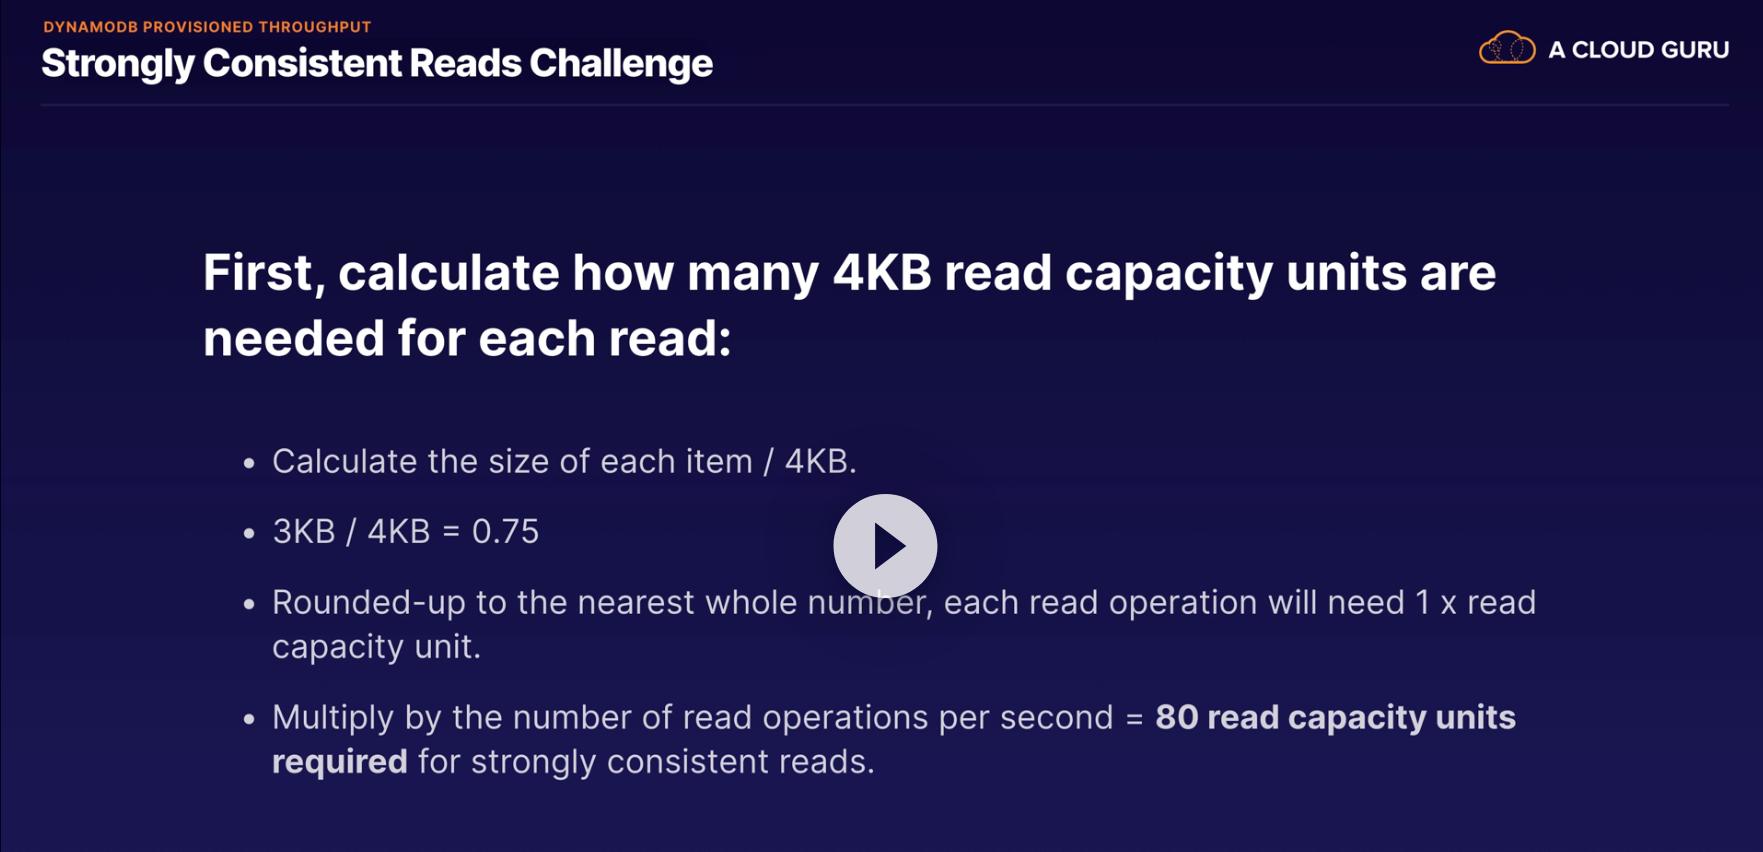 DYNAMODB PROVISIONED THROUGHPUT
Strongly Consistent Reads Challenge
A CLOUD GURU
First, calculate how many 4KB read capacity units are
needed for each read:
• Calculate the size of each item / 4KB.
• 3KB / 4KB = 0.75
• Rounded-up to the nearest whole number, each read operation will need 1 x read
capacity unit.
• Multiply by the number of read operations per second = 80 read capacity units
required for strongly consistent reads.